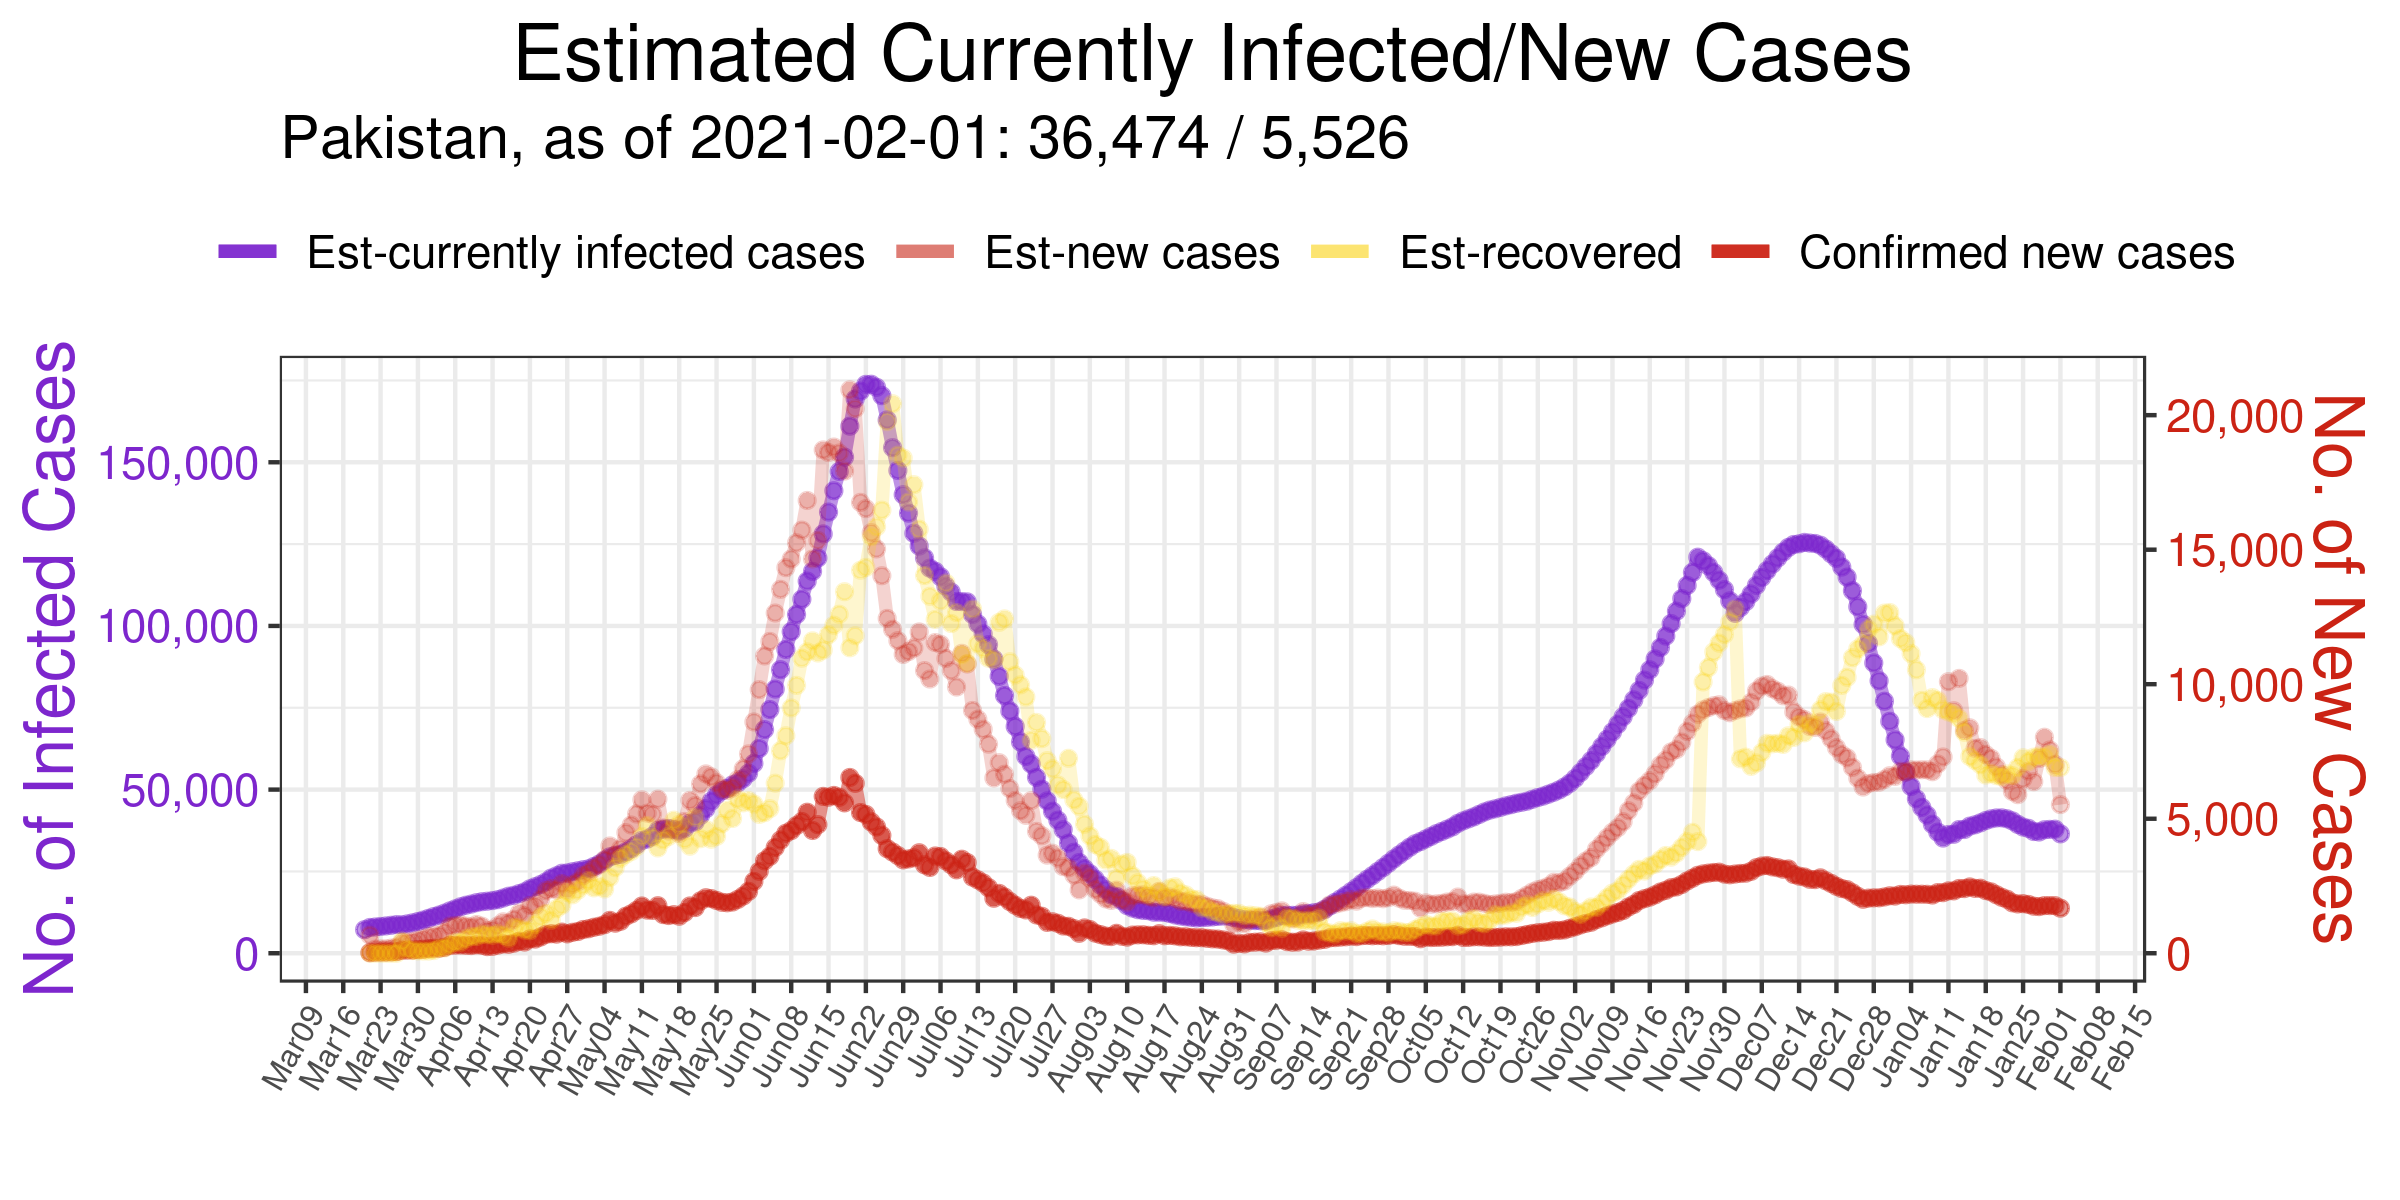 Estimated Currently Infected/New Cases
Pakistan, as of 2021-02-01: 36,474 / 5,526
Est-currently infected cases Est-new cases Est-recovered Confirmed new cases
No. of Infected Cases
150,000
100,000
50,000
0
20,000
15,000
10,000
5,000
0
No. of New Cases
Mar09 Mar16 Mar23 Mar30 Apr06 Apr13 Apr20 Apr27 May04 May11 May18 May25 Jun01 Jun08 Jun15 Jun22 Jun29 Jul06 Jul13 Jul20 Jul27 Aug03 Aug10 Aug17 Aug24 Aug31 Sep07 Sep14 Sep21 Sep28 Oct05 Oct12 Oct19 Oct26 Nov02 Nov09 Nov16 Nov23 Nov30 Dec07 Dec14 Dec21 Dec28 Jan04 Jan11 Jan18 Jan25 Feb01 Feb08 Feb15